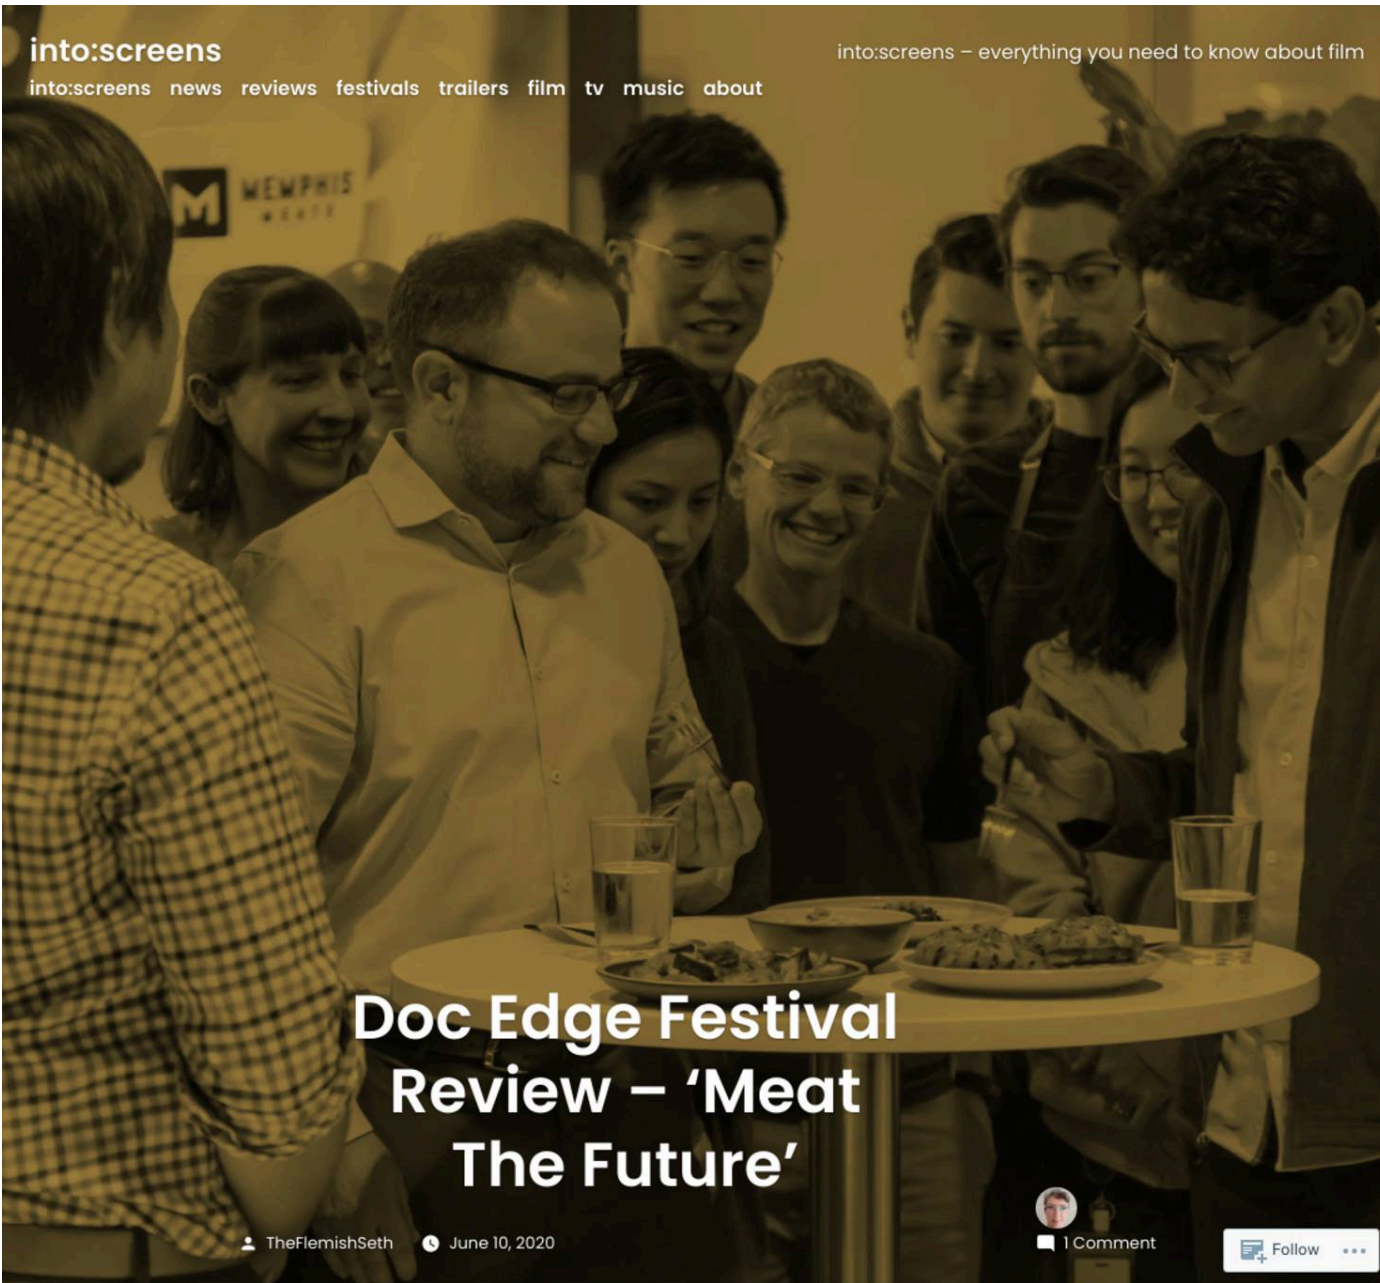 into:screens
into:screens – everything you need to know about film
into:screens news reviews festivals trailers film tv music about
M MEMPHIS
MEATS
Doc Edge Festival
Review – ‘Meat
The Future’
TheFlemishSeth June 10, 2020 1 Comment
Follow